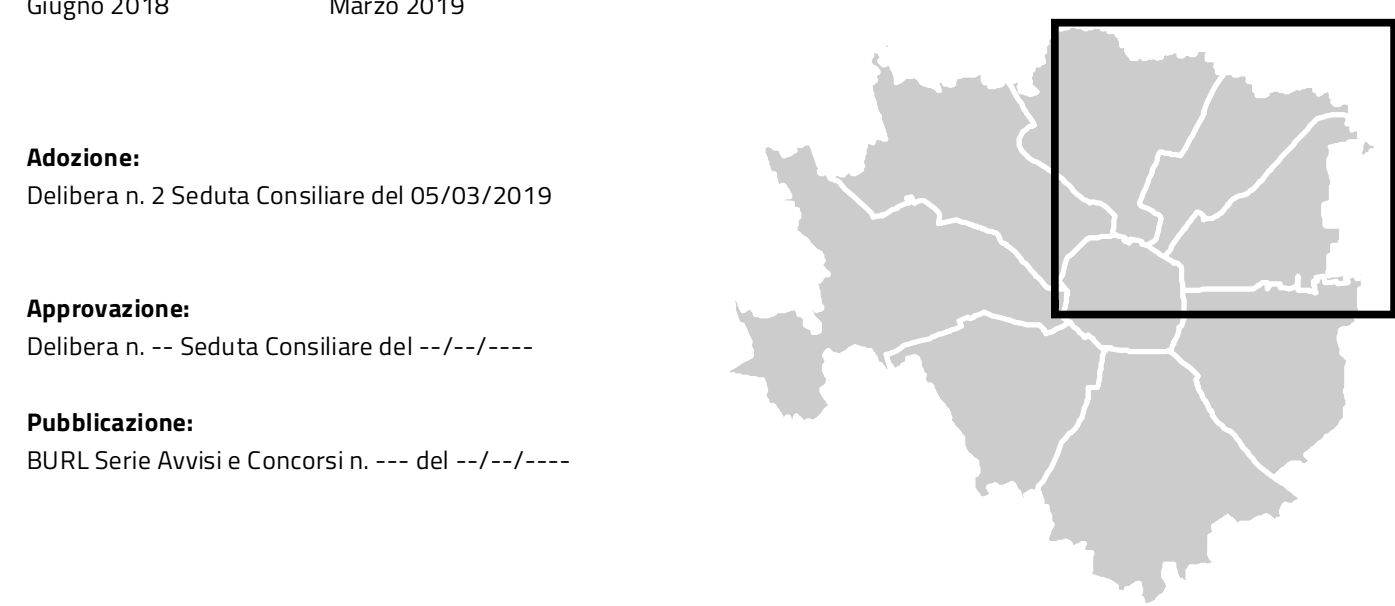 Giugno 2018 Marzo 2019
Adozione:
Delibera n. 2 Seduta Consiliare del 05/03/2019
Approvazione:
Delibera n. -- Seduta Consiliare del --/--/----
Pubblicazione:
BURL Serie Avvisi e Concorsi n. --- del --/--/----